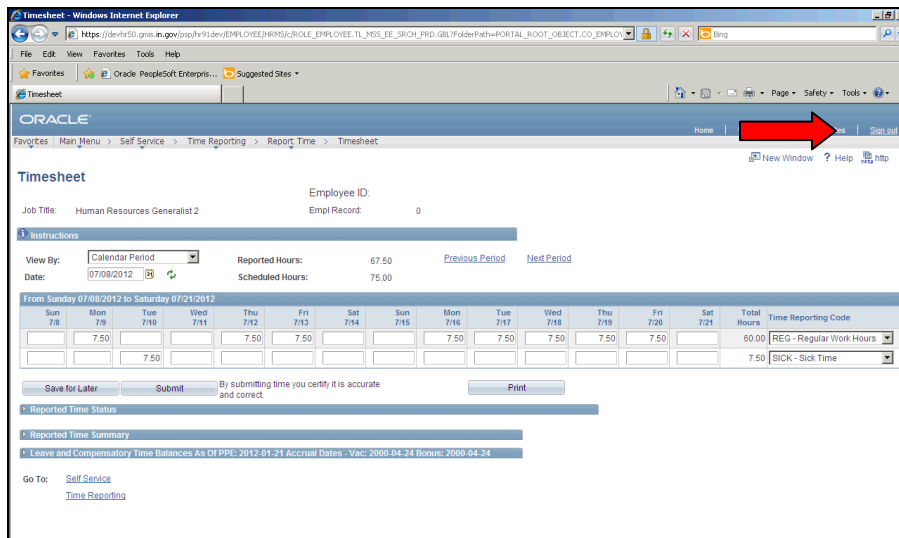 Timesheet - Windows Internet Explorer
https://devhr50.gmis.in.gov/psp/hr91dev/EMPLOYEE/HRMS/c/ROLE_EMPLOYEE.TL_MSS_EE_SRCH_PRD.GBL?FolderPath=PORTAL_ROOT_OBJECT.CO_EMPLOY Bing
File Edit View Favorites Tools Help
Favorites Oracle PeopleSoft Enterpris... Suggested Sites
Timesheet Page Safety Tools
ORACLE
Home Sign out
Favorites Main Menu > Self Service > Time Reporting > Report Time > Timesheet
New Window ? Help http
Timesheet
Employee ID:
Job Title: Human Resources Generalist 2 Empl Record: 0
Instructions
View By: Calendar Period Reported Hours: 67.50 Previous Period Next Period
Date: 07/08/2012 Scheduled Hours: 75.00
From Sunday 07/08/2012 to Saturday 07/21/2012
Sun Mon Tue Wed Thu Fri Sat Sun Mon Tue Wed Thu Fri Sat Total Time Reporting Code
7/8 7/9 7/10 7/11 7/12 7/13 7/14 7/15 7/16 7/17 7/18 7/19 7/20 7/21 Hours
7.50 7.50 7.50 7.50 7.50 7.50 7.50 7.50 60.00 REG - Regular Work Hours
7.50 7.50 SICK - Sick Time
Save for Later Submit By submitting time you certify it is accurate Print
and correct.
Reported Time Status
Reported Time Summary
Leave and Compensatory Time Balances As Of PPE: 2012-01-21 Accrual Dates - Vac: 2000-04-24 Bonus: 2000-04-24
Go To: Self Service
Time Reporting